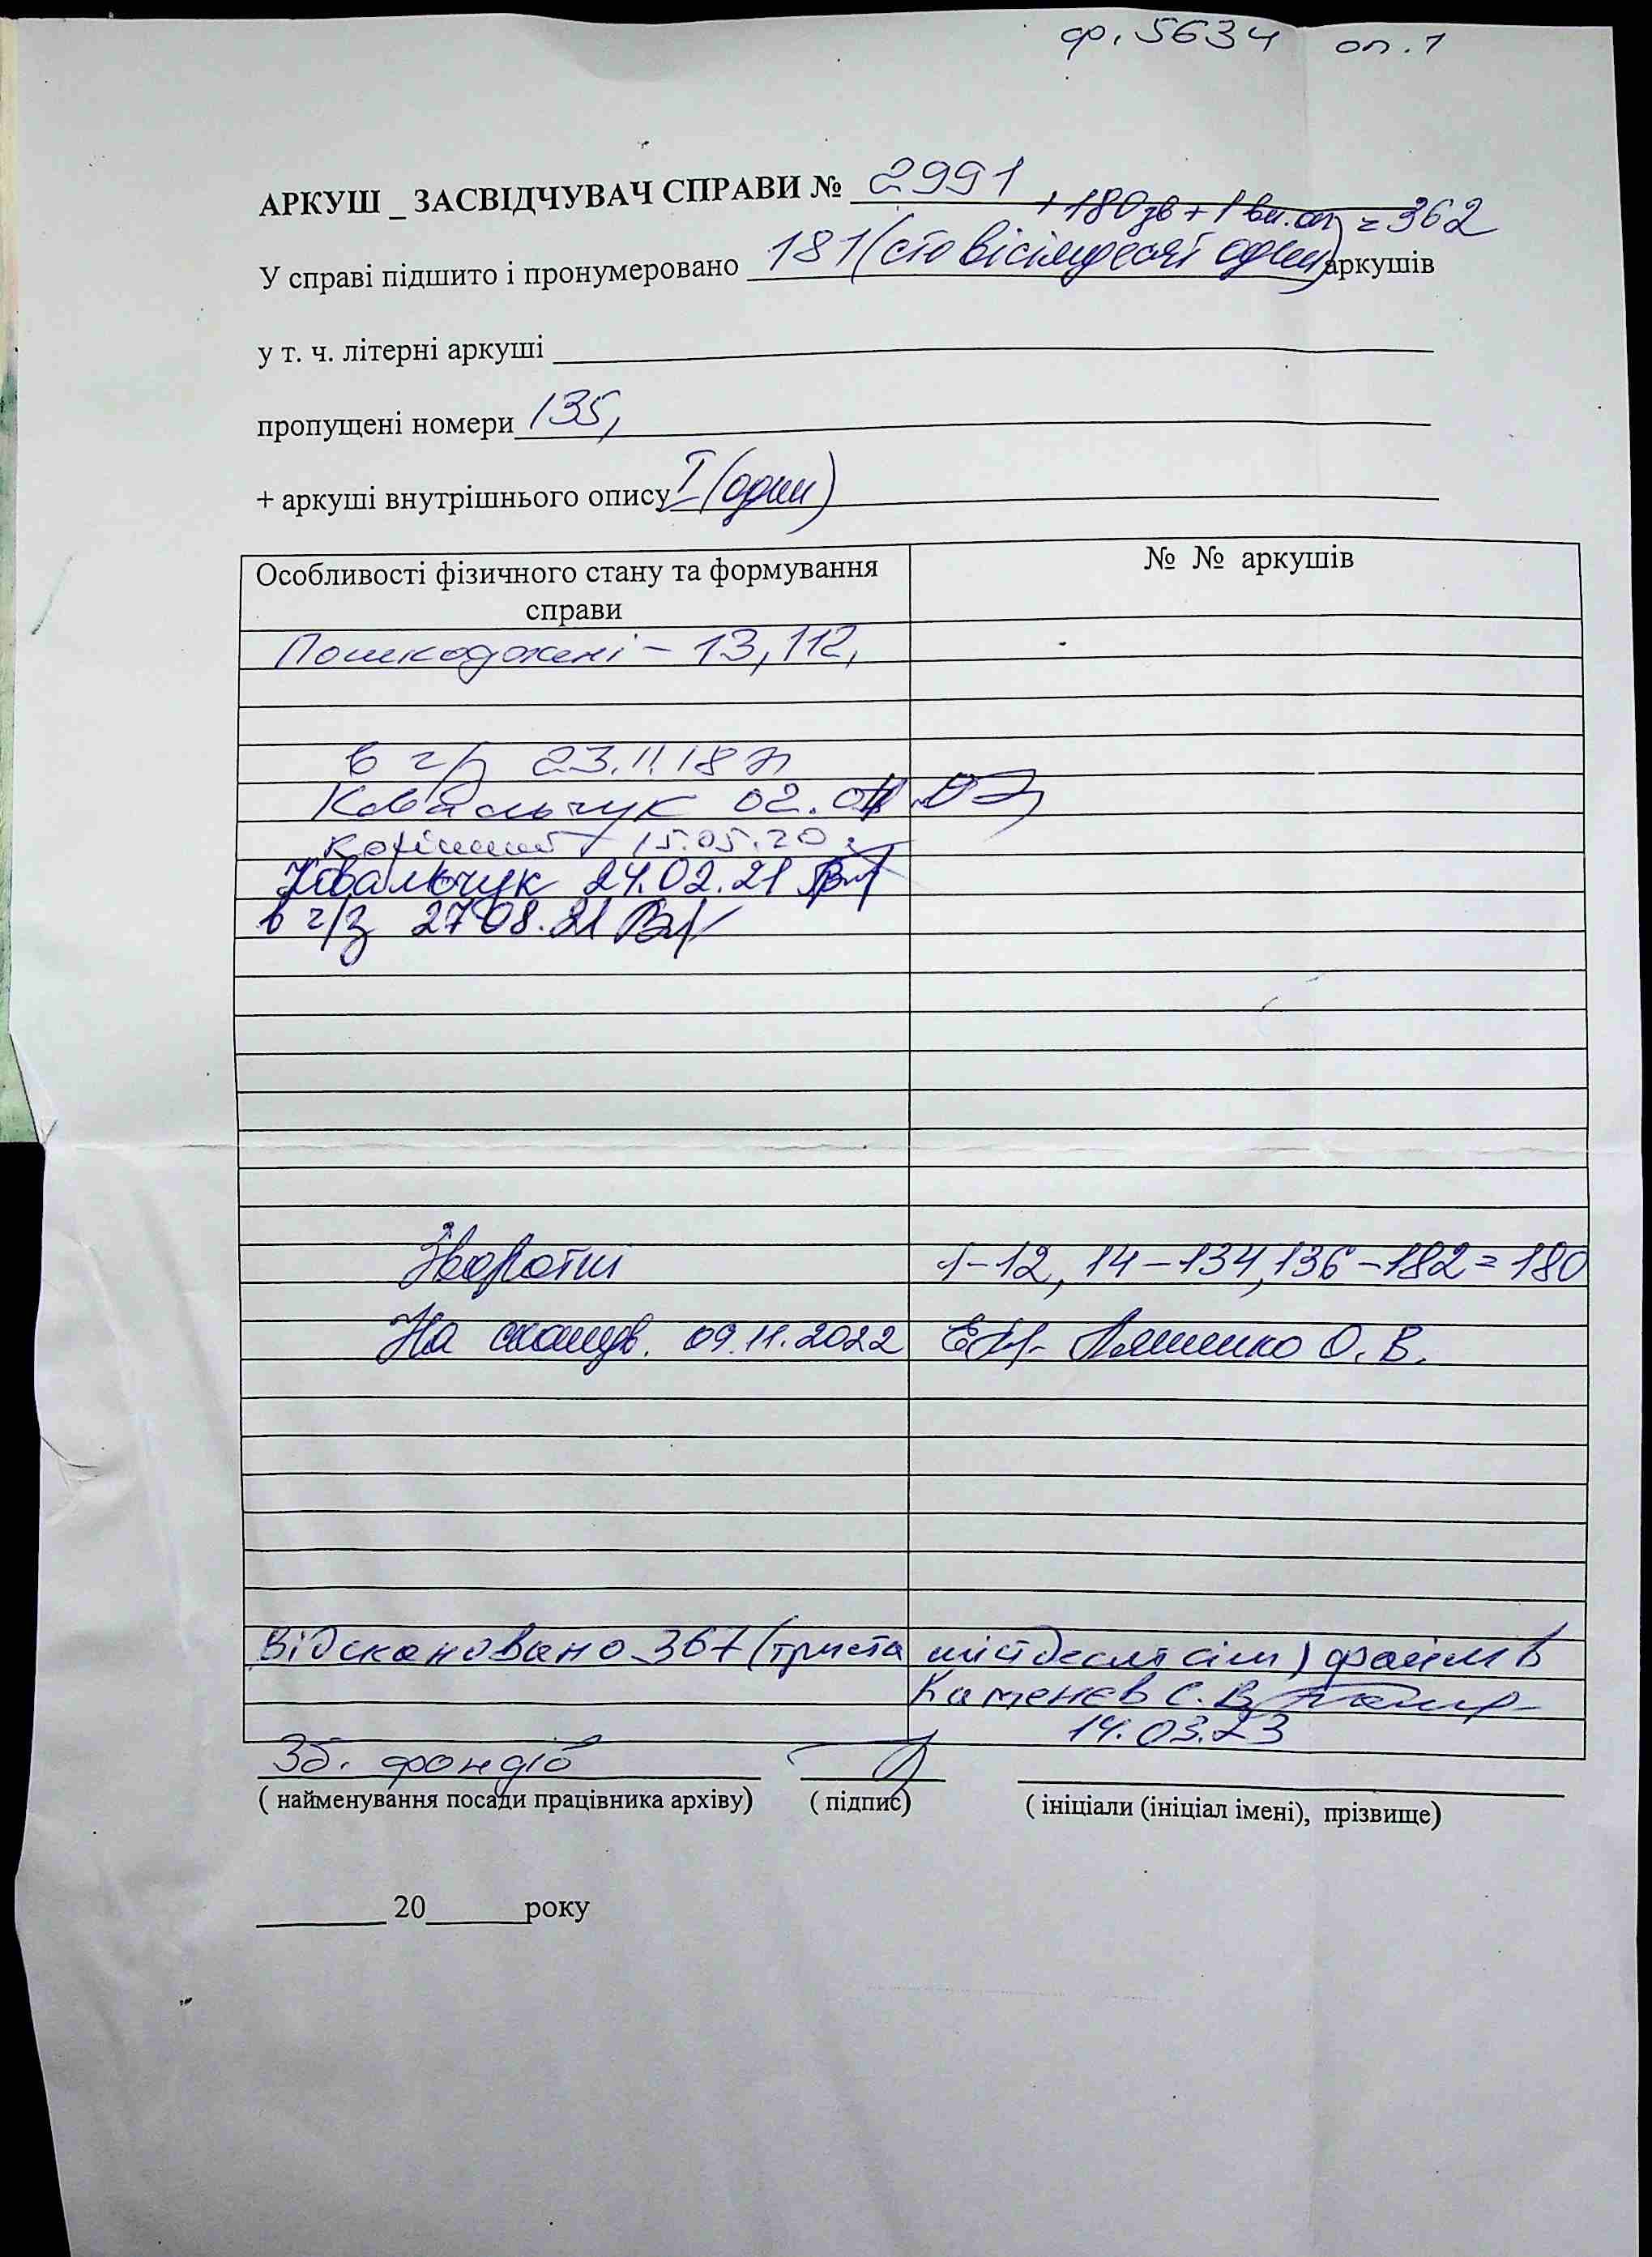 ф. 5634 оп. 1
АРКУШ _ ЗАСВІДЧУВАЧ СПРАВИ № 2991
+ 180 зв + 1 вн. оп = 362
У справі підшито і пронумеровано 181 (сто вісімдесят один) аркушів
у т. ч. літерні аркуші
пропущені номери 135,
+ аркуші внутрішнього опису I (один)
Особливості фізичного стану та формування справи
№ № аркушів
Пошкоджені – 13, 112,
в ч/з 23.11.18
Ковальчук 02.
15.05.20
Ковальчук 24.02.21
в ч/з 27 08.21
Зворотні 1–12, 14–134, 136–182 = 180
На сканув. 09.11.2022 Ляшенко О. В.
Відскановано 367 (триста шістдесят сім) файлів
Каменєв С. В.
14.03.23
Зб. фондів
( найменування посади працівника архіву) ( підпис) ( ініціали (ініціал імені), прізвище)
20 року